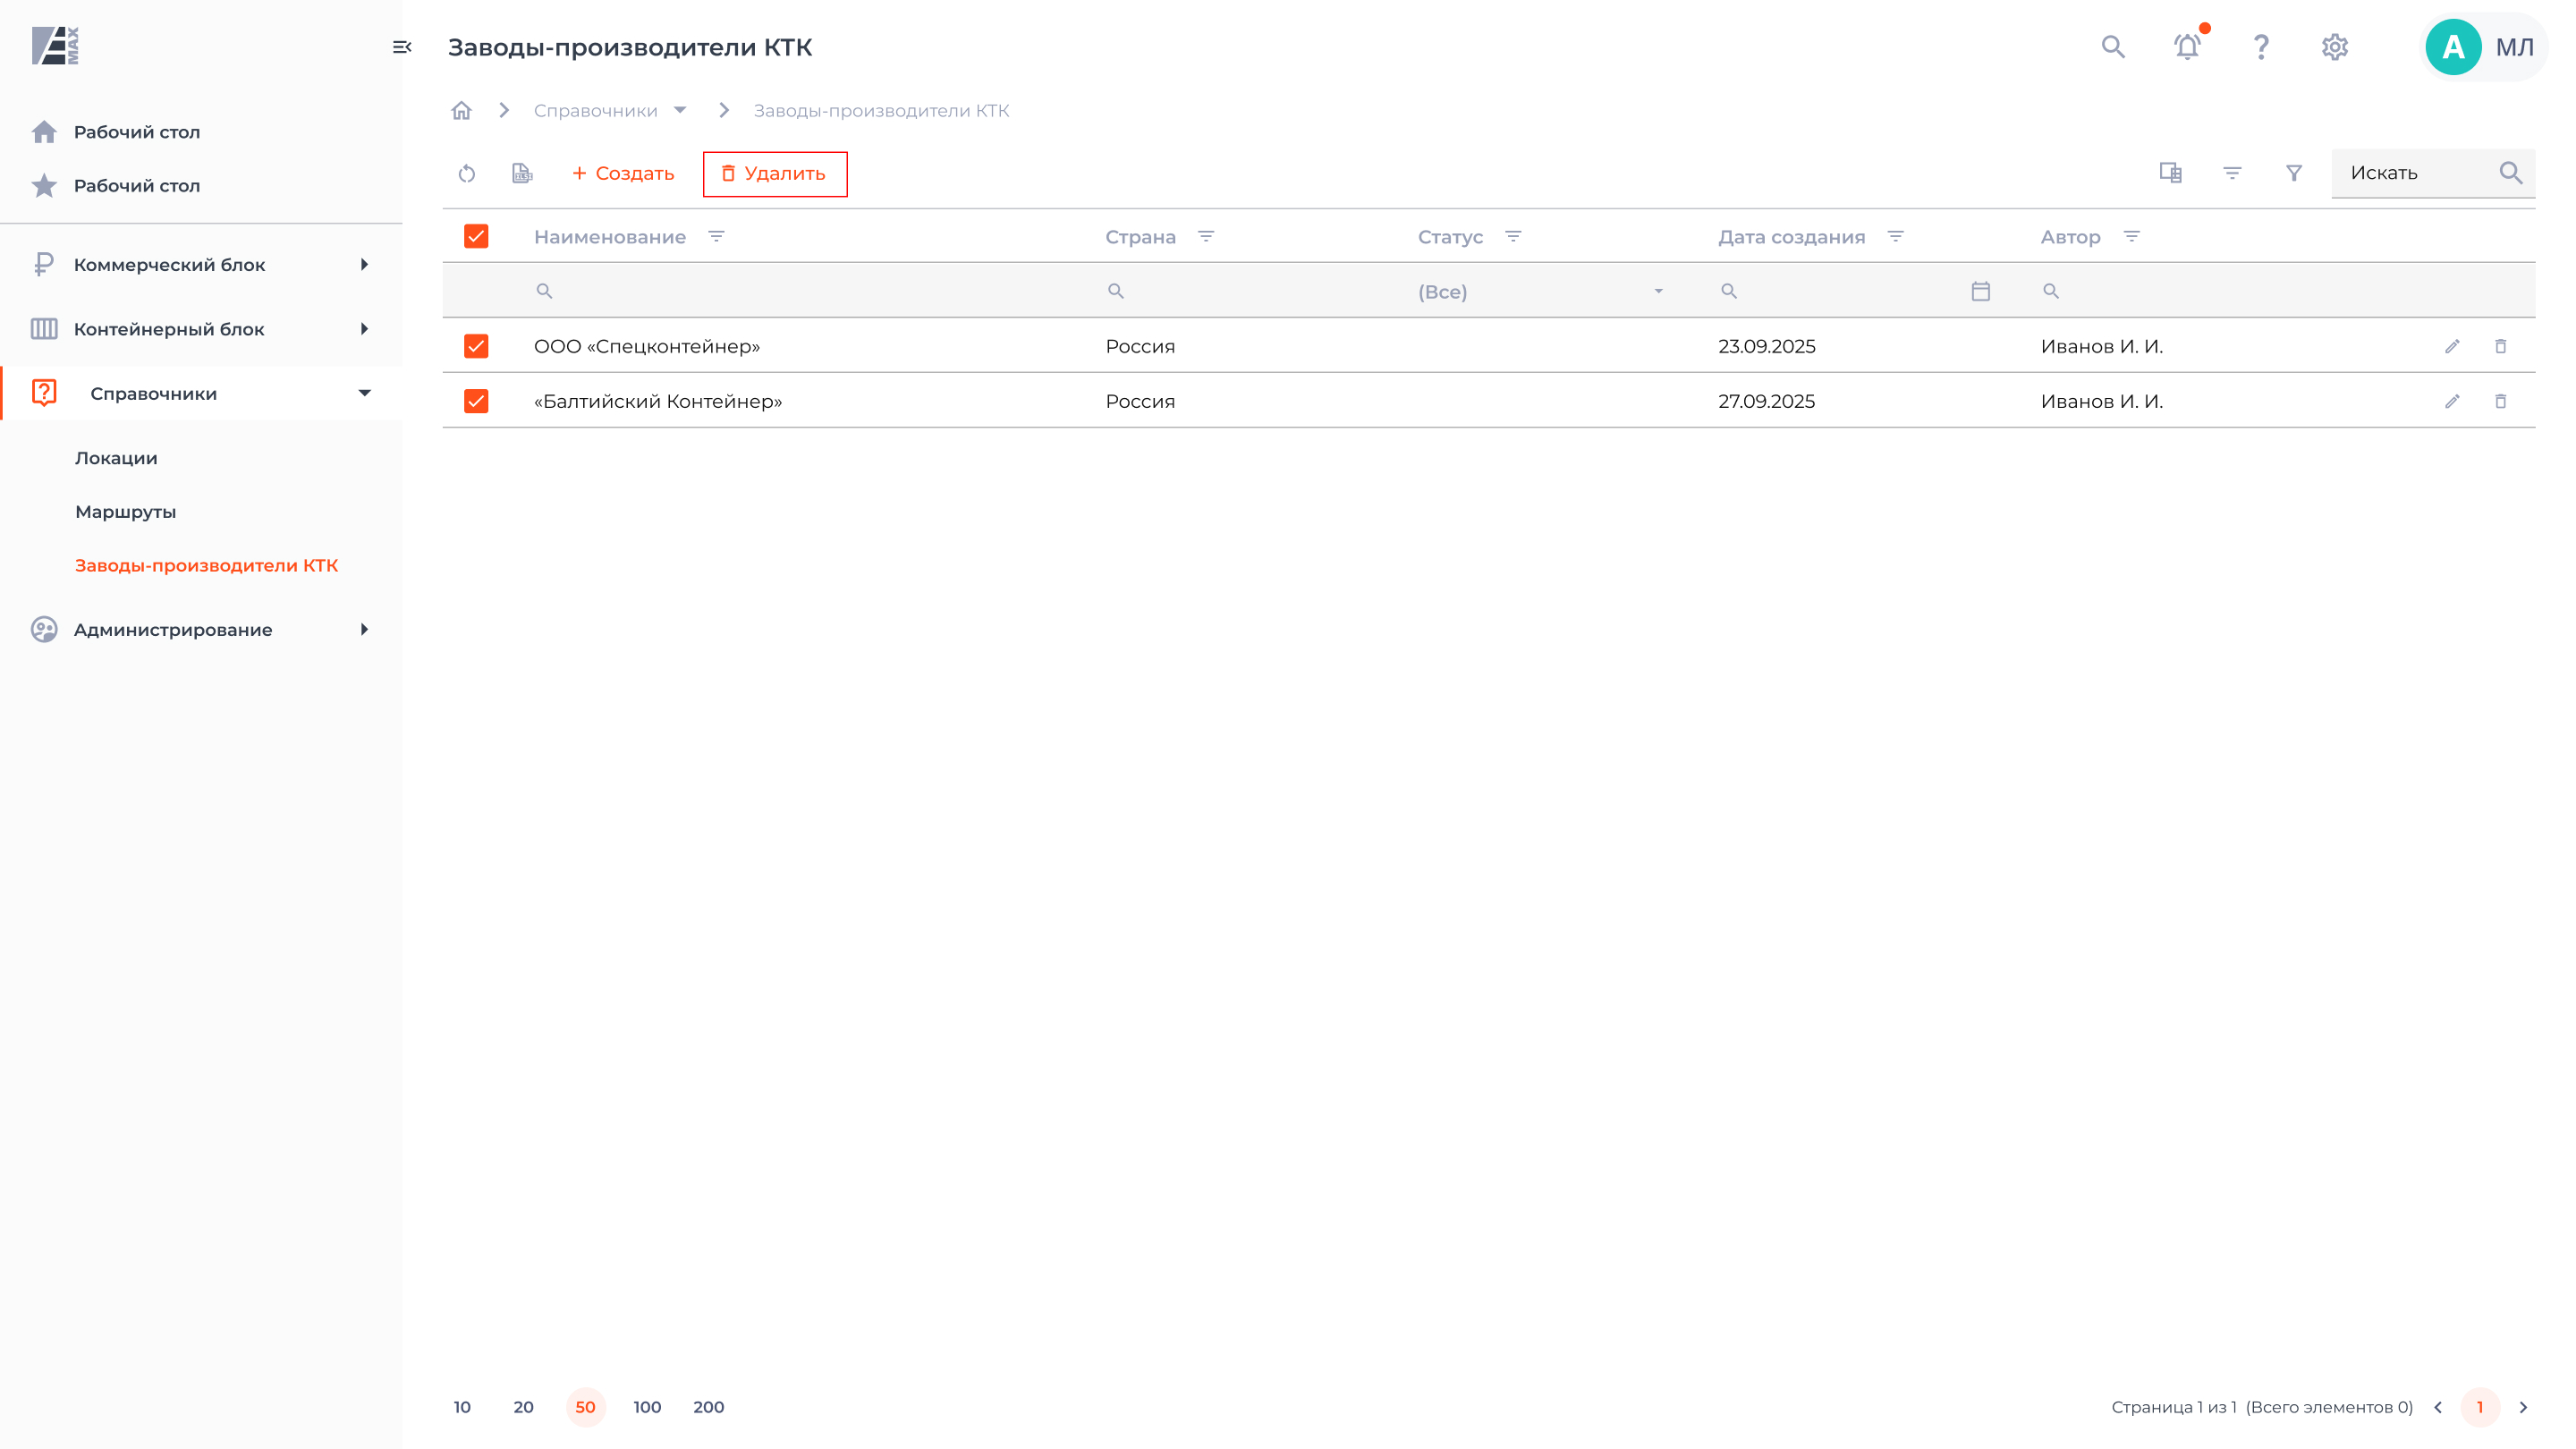 MAX
Заводы-производители КТК
А МЛ
Справочники
Заводы-производители КТК
Рабочий стол
Рабочий стол
Коммерческий блок
Контейнерный блок
Справочники
Локации
Маршруты
Заводы-производители КТК
Администрирование
+ Создать
Удалить
Искать
Наименование Страна Статус Дата создания Автор
(Все)
ООО «Спецконтейнер» Россия 23.09.2025 Иванов И. И.
«Балтийский Контейнер» Россия 27.09.2025 Иванов И. И.
10 20 50 100 200
Страница 1 из 1 (Всего элементов 0) 1